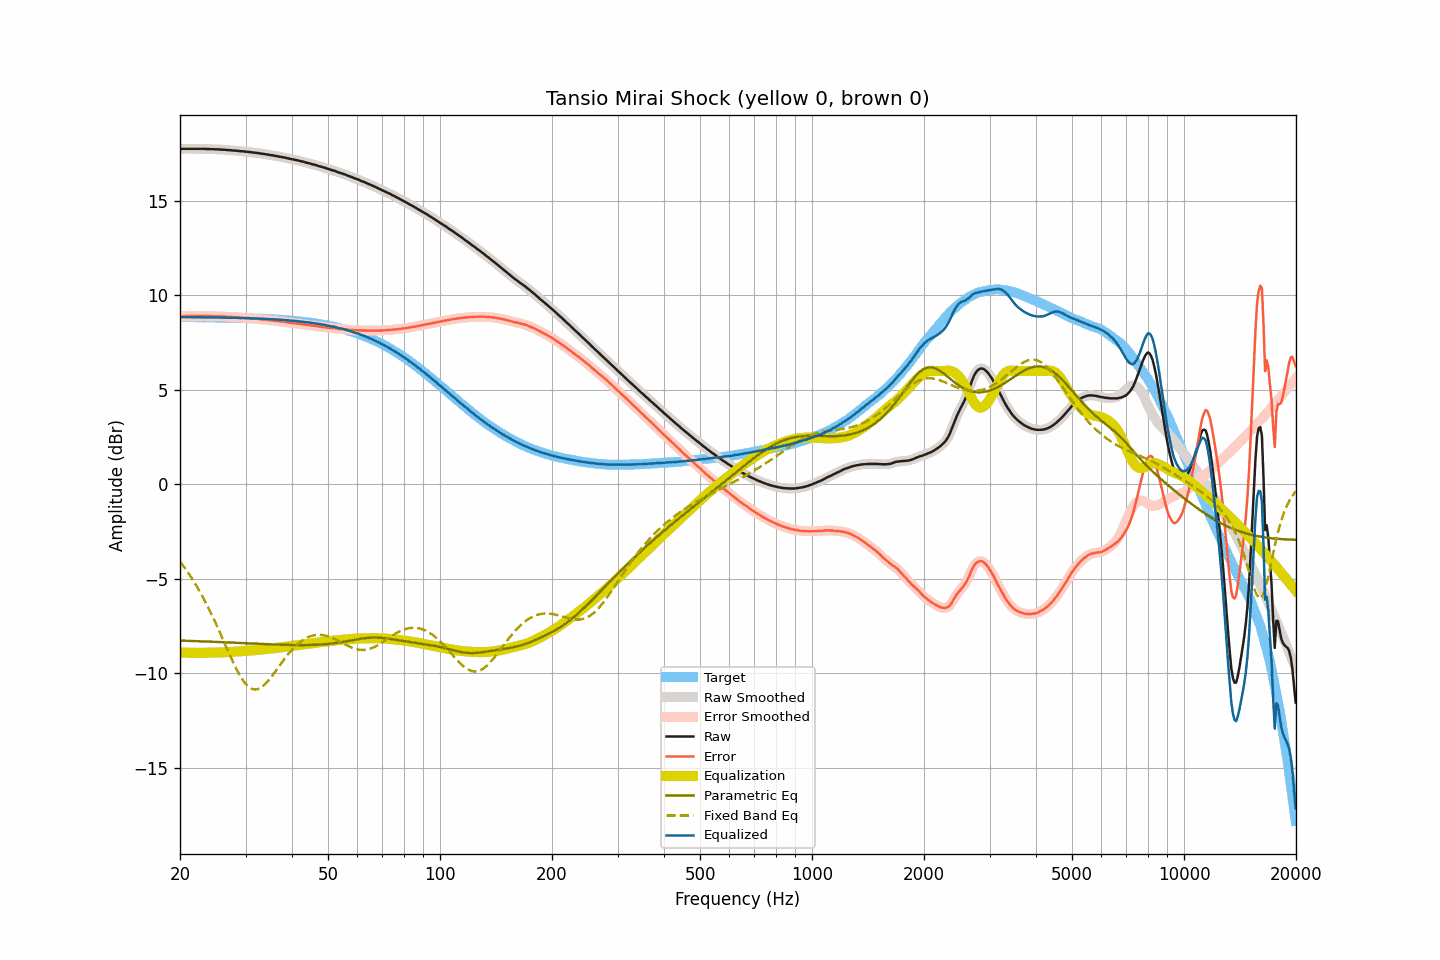 Tansio Mirai Shock (yellow 0, brown 0)
Amplitude (dBr)
15
10
5
0
−5
−10
−15
Target
Raw Smoothed
Error Smoothed
Raw
Error
Equalization
Parametric Eq
Fixed Band Eq
Equalized
20 50 100 200 500 1000 2000 5000 10000 20000
Frequency (Hz)